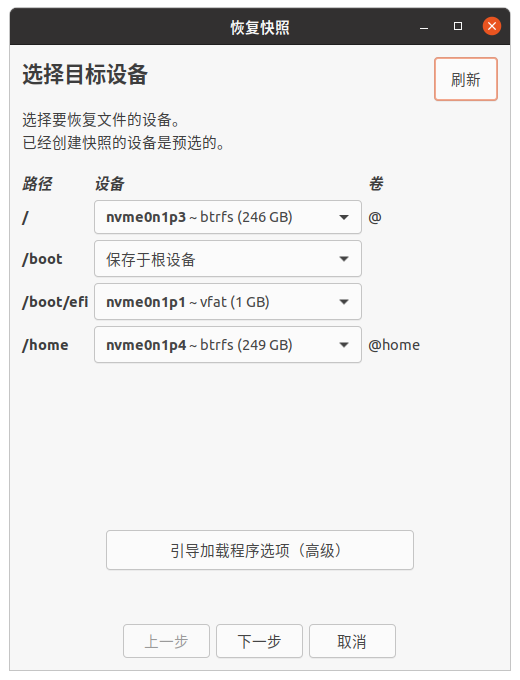 恢复快照
选择目标设备
刷新
选择要恢复文件的设备。
已经创建快照的设备是预选的。
路径 设备 卷
/ nvme0n1p3 ~ btrfs (246 GB) @
/boot 保存于根设备
/boot/efi nvme0n1p1 ~ vfat (1 GB)
/home nvme0n1p4 ~ btrfs (249 GB) @home
引导加载程序选项（高级）
上一步 下一步 取消